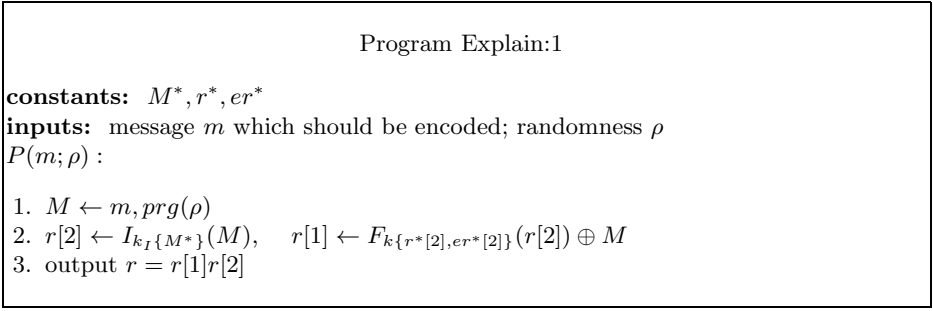 Program Explain:1
constants: M*, r*, er*
inputs: message m which should be encoded; randomness ρ
P(m; ρ) :
1. M ← m, prg(ρ)
2. r[2] ← I_{k_I{M*}}(M), r[1] ← F_{k{r*[2],er*[2]}}(r[2]) ⊕ M
3. output r = r[1]r[2]